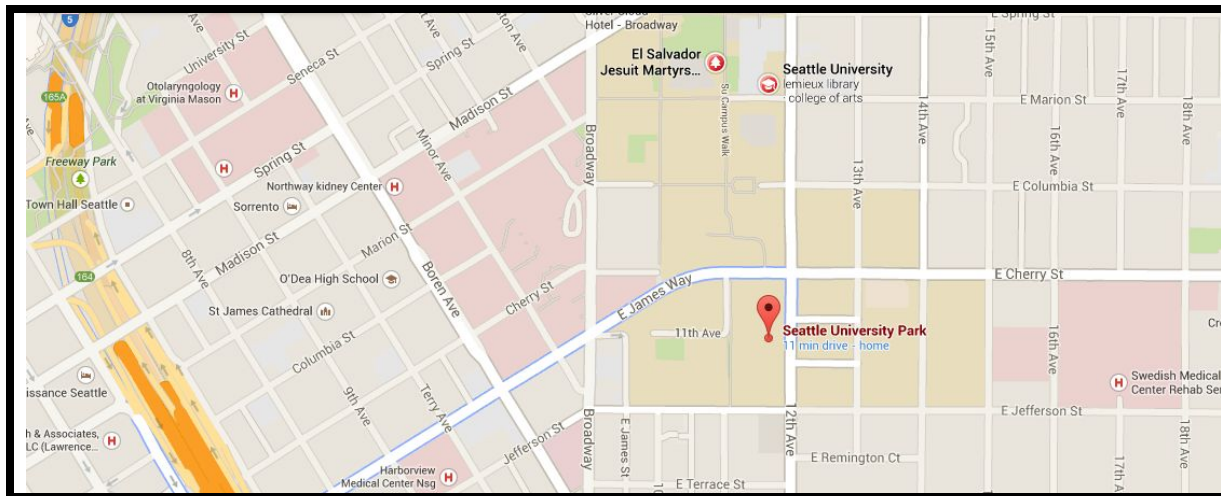 5
E Spring St
Hotel - Broadway
University St
Seneca St
Spring St
Madison St
El Salvador
Jesuit Martyrs...
Seattle University
lemieux library
college of arts
15th Ave
17th Ave
18th Ave
165A
Otolaryngology
at Virginia Mason
H
Su Campus Walk
E Marion St
14th Ave
Minor Ave
Broadway
13th Ave
16th Ave
Freeway Park
Spring St
H
Northway kidney Center
H
E Columbia St
Town Hall Seattle
Sorrento
Marion St
Madison St
8th Ave
164
O'Dea High School
Boren Ave
E James Way
E Cherry St
St James Cathedral
Cherry St
11th Ave
Seattle University Park
11 min drive - home
16th Ave
Columbia St
issance Seattle
9th Ave
Terry Ave
H
Swedish Medical
Center Rehab Ser
Broadway
E James St
12th Ave
E Jefferson St
18th Ave
h & Associates,
LC (Lawrence...
H
Jefferson St
Harborview
Medical Center Nsg
H
E Remington Ct
17th
E Terrace St